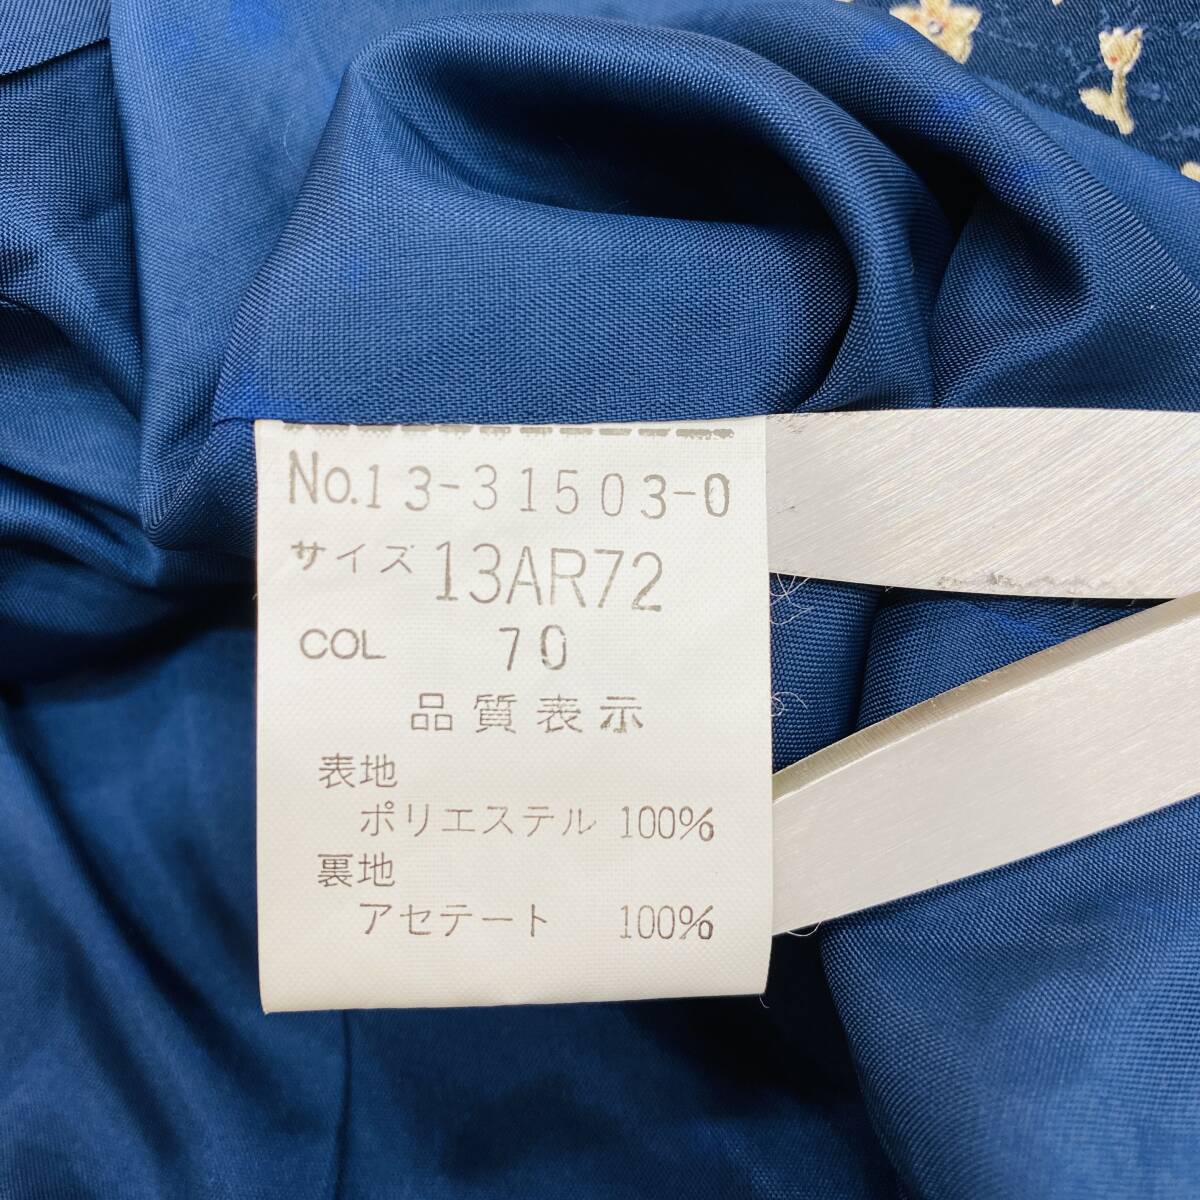 No.13-31503-0
サイズ 13AR72
COL 70
品質表示
表地
ポリエステル 100%
裏地
アセテート 100%